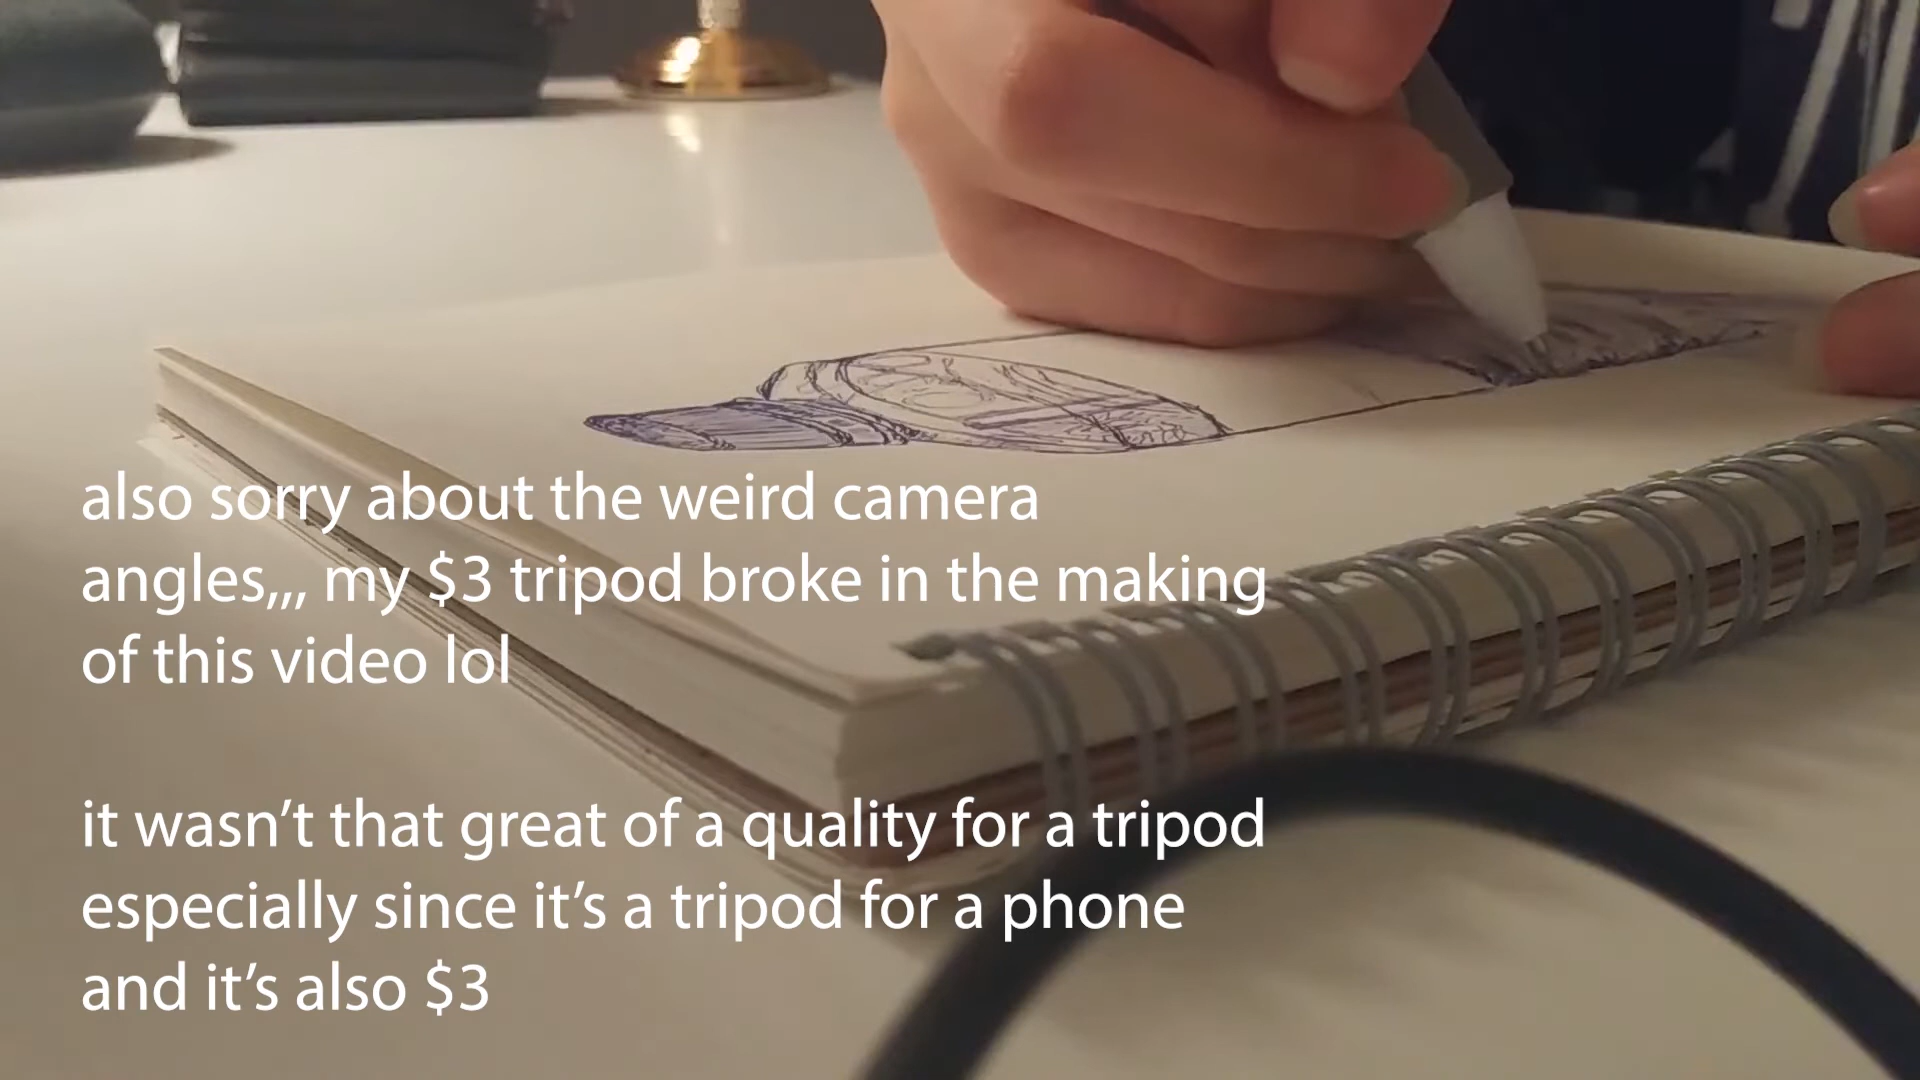 also sorry about the weird camera
angles,,, my $3 tripod broke in the making
of this video lol
it wasn't that great of a quality for a tripod
especially since it's a tripod for a phone
and it's also $3